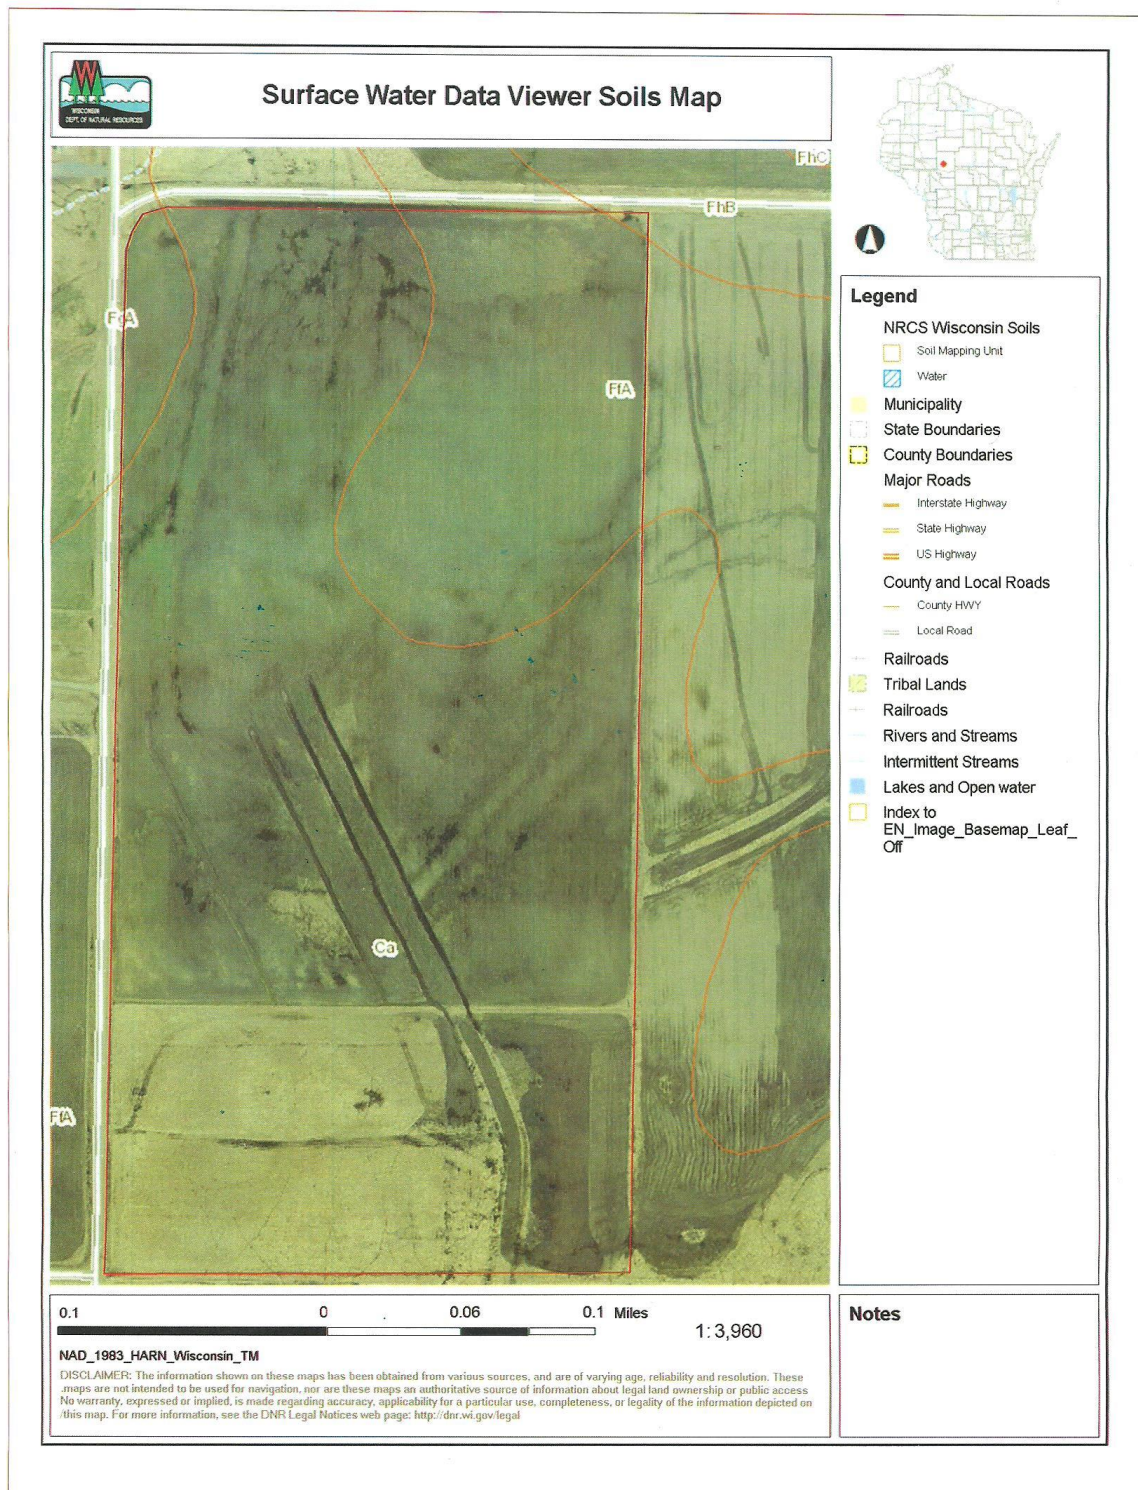 WISCONSIN
DEPT. OF NATURAL RESOURCES
Surface Water Data Viewer Soils Map
FhC
FhB
FgA
FfA
Ca
FfA
Legend
NRCS Wisconsin Soils
Soil Mapping Unit
Water
Municipality
State Boundaries
County Boundaries
Major Roads
Interstate Highway
State Highway
US Highway
County and Local Roads
County HWY
Local Road
Railroads
Tribal Lands
Railroads
Rivers and Streams
Intermittent Streams
Lakes and Open water
Index to
EN_Image_Basemap_Leaf_
Off
0.1 0 0.06 0.1 Miles
1: 3,960
NAD_1983_HARN_Wisconsin_TM
DISCLAIMER: The information shown on these maps has been obtained from various sources, and are of varying age, reliability and resolution. These
maps are not intended to be used for navigation, nor are these maps an authoritative source of information about legal land ownership or public access
No warranty, expressed or implied, is made regarding accuracy, applicability for a particular use, completeness, or legality of the information depicted on
this map. For more information, see the DNR Legal Notices web page: http://dnr.wi.gov/legal
Notes